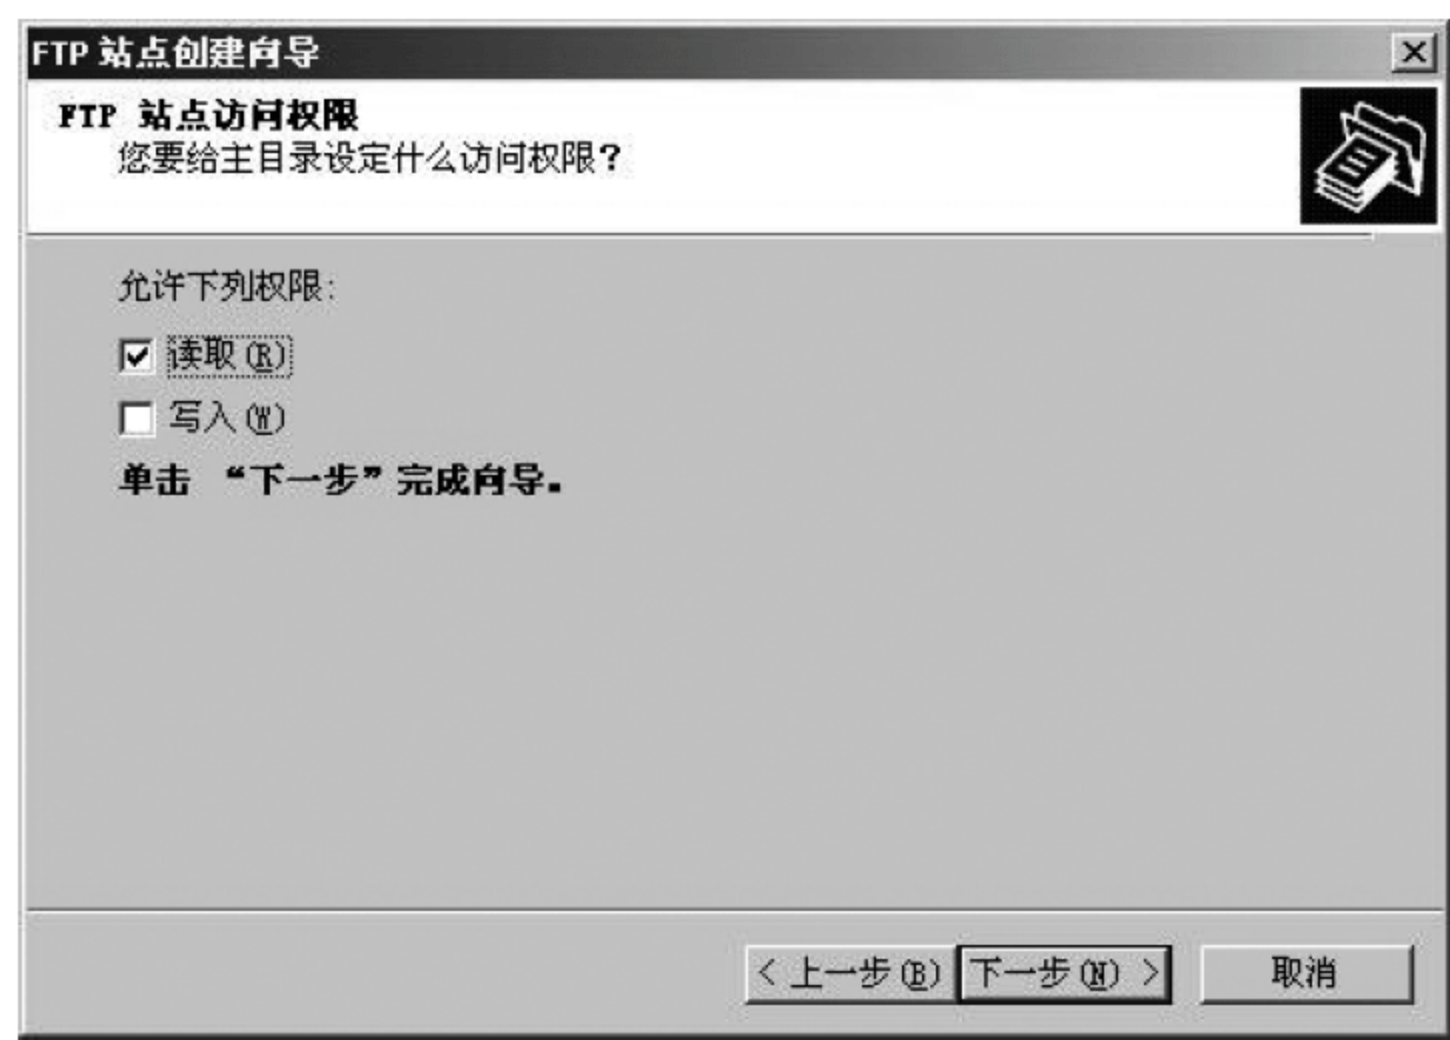 FTP 站点创建向导
FTP 站点访问权限
您要给主目录设定什么访问权限?
允许下列权限:
读取(R)
写入(W)
单击 “下一步”完成向导。
< 上一步(B)
下一步(N) >
取消